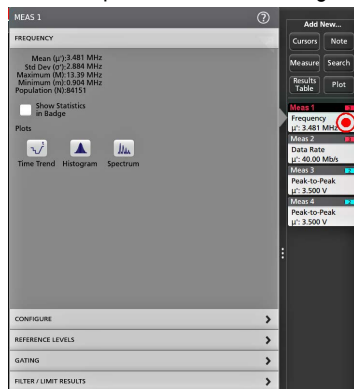 MEAS 1
?
FREQUENCY
Mean (µ'):3.481 MHz
Std Dev (σ'):2.884 MHz
Maximum (M):13.39 MHz
Minimum (m):0.904 MHz
Population (N):84151
Show Statistics
in Badge
Plots
Time Trend Histogram Spectrum
CONFIGURE
REFERENCE LEVELS
GATING
FILTER / LIMIT RESULTS
Add New...
Cursors Note
Measure Search
Results
Table
Plot
Meas 1
Frequency
µ': 3.481 MHz
Meas 2
Data Rate
µ': 40.00 Mb/s
Meas 3
Peak-to-Peak
µ': 3.500 V
Meas 4
Peak-to-Peak
µ': 3.500 V